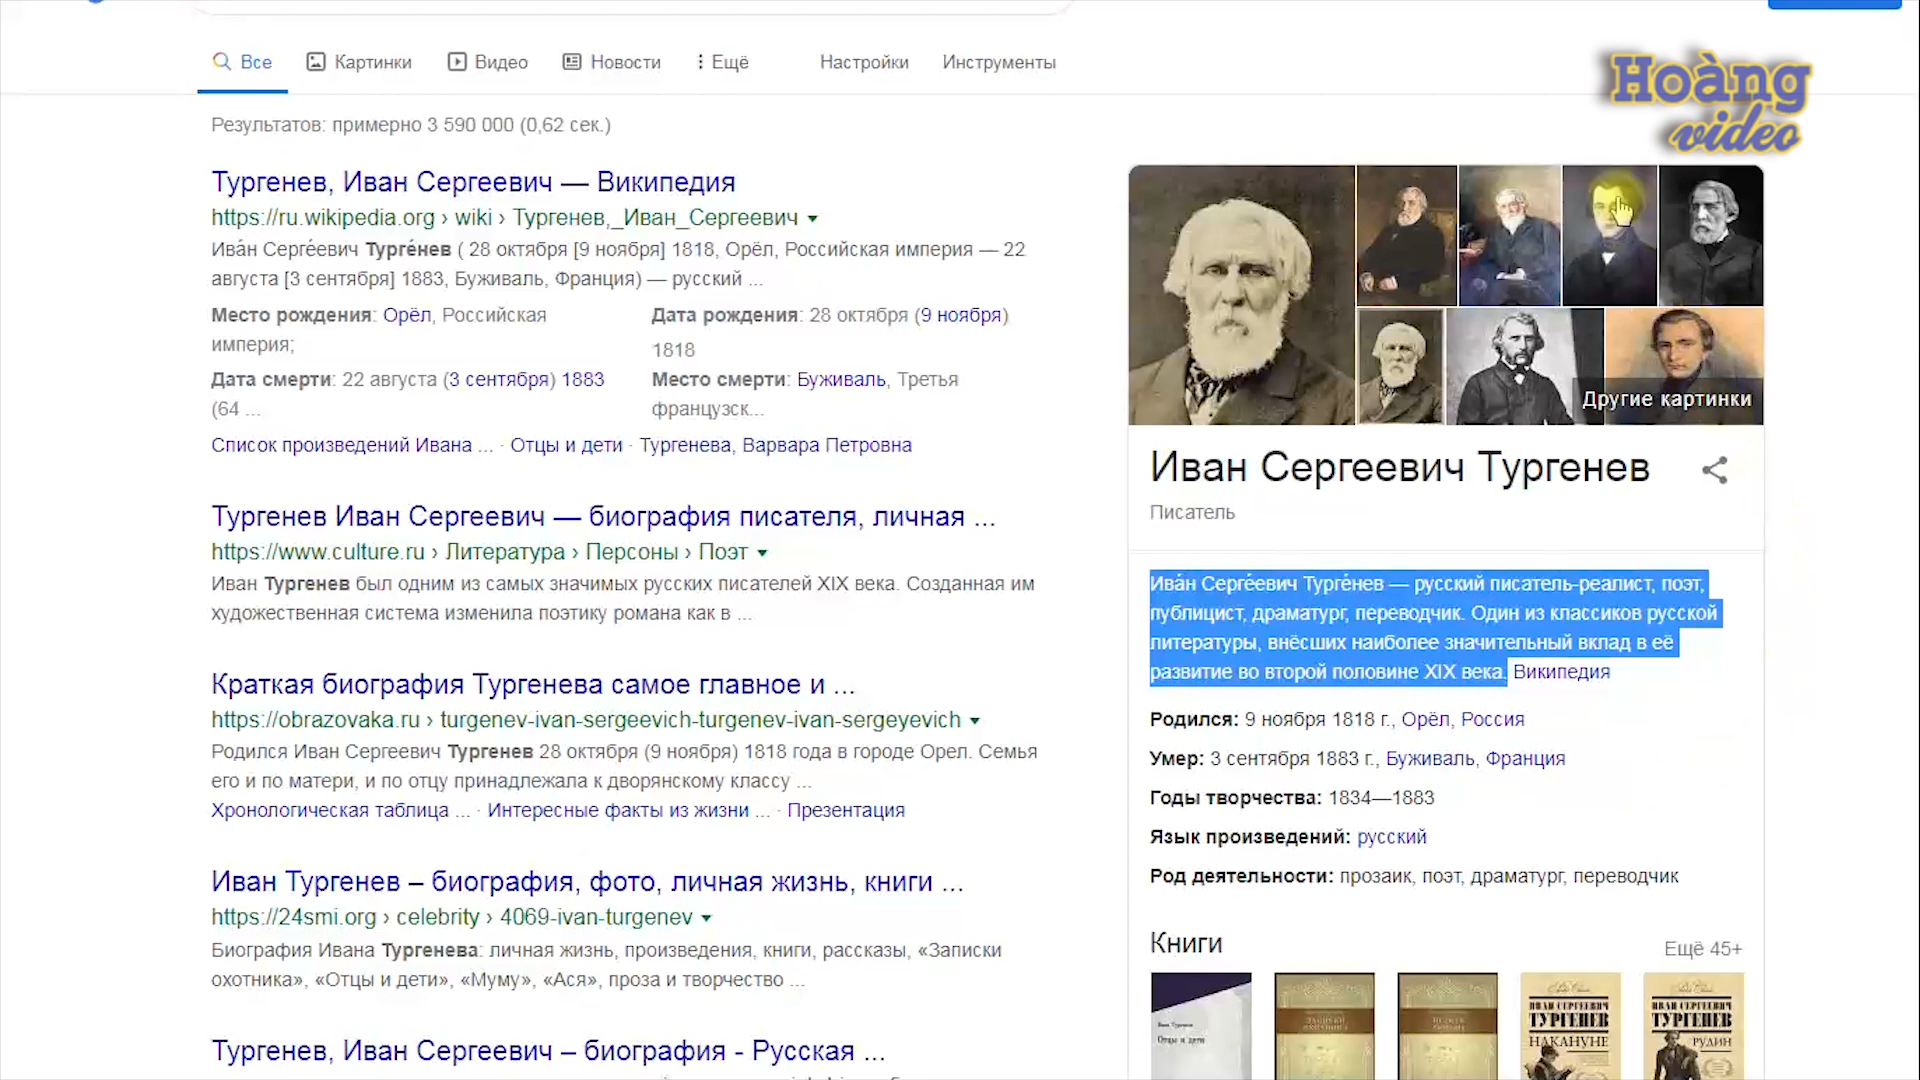 Все Картинки Видео Новости Ещё Настройки Инструменты
Hoàng
video
Результатов: примерно 3 590 000 (0,62 сек.)
Тургенев, Иван Сергеевич — Википедия
https://ru.wikipedia.org › wiki › Тургенев,_Иван_Сергеевич
Ива́н Серге́евич Турге́нев ( 28 октября [9 ноября] 1818, Орёл, Российская империя — 22
августа [3 сентября] 1883, Буживаль, Франция) — русский ...
Место рождения: Орёл, Российская
империя;
Дата рождения: 28 октября (9 ноября)
1818
Дата смерти: 22 августа (3 сентября) 1883
(64 ...
Место смерти: Буживаль, Третья
французск...
Список произведений Ивана ... · Отцы и дети · Тургенева, Варвара Петровна
Тургенев Иван Сергеевич — биография писателя, личная ...
https://www.culture.ru › Литература › Персоны › Поэт
Иван Тургенев был одним из самых значимых русских писателей XIX века. Созданная им
художественная система изменила поэтику романа как в ...
Краткая биография Тургенева самое главное и ...
https://obrazovaka.ru › turgenev-ivan-sergeevich-turgenev-ivan-sergeyevich
Родился Иван Сергеевич Тургенев 28 октября (9 ноября) 1818 года в городе Орел. Семья
его и по матери, и по отцу принадлежала к дворянскому классу ...
Хронологическая таблица ... · Интересные факты из жизни ... · Презентация
Иван Тургенев – биография, фото, личная жизнь, книги ...
https://24smi.org › celebrity › 4069-ivan-turgenev
Биография Ивана Тургенева: личная жизнь, произведения, книги, рассказы, «Записки
охотника», «Отцы и дети», «Муму», «Ася», проза и творчество ...
Тургенев, Иван Сергеевич – биография - Русская ...
Другие картинки
Иван Сергеевич Тургенев
Писатель
Ива́н Серге́евич Турге́нев — русский писатель-реалист, поэт,
публицист, драматург, переводчик. Один из классиков русской
литературы, внёсших наиболее значительный вклад в её
развитие во второй половине XIX века. Википедия
Родился: 9 ноября 1818 г., Орёл, Россия
Умер: 3 сентября 1883 г., Буживаль, Франция
Годы творчества: 1834—1883
Язык произведений: русский
Род деятельности: прозаик, поэт, драматург, переводчик
Книги
Ещё 45+
Отцы и дети
ИВАН СЕРГЕЕВИЧ
ТУРГЕНЕВ
НАКАНУНЕ
ИВАН СЕРГЕЕВИЧ
ТУРГЕНЕВ
РУДИН